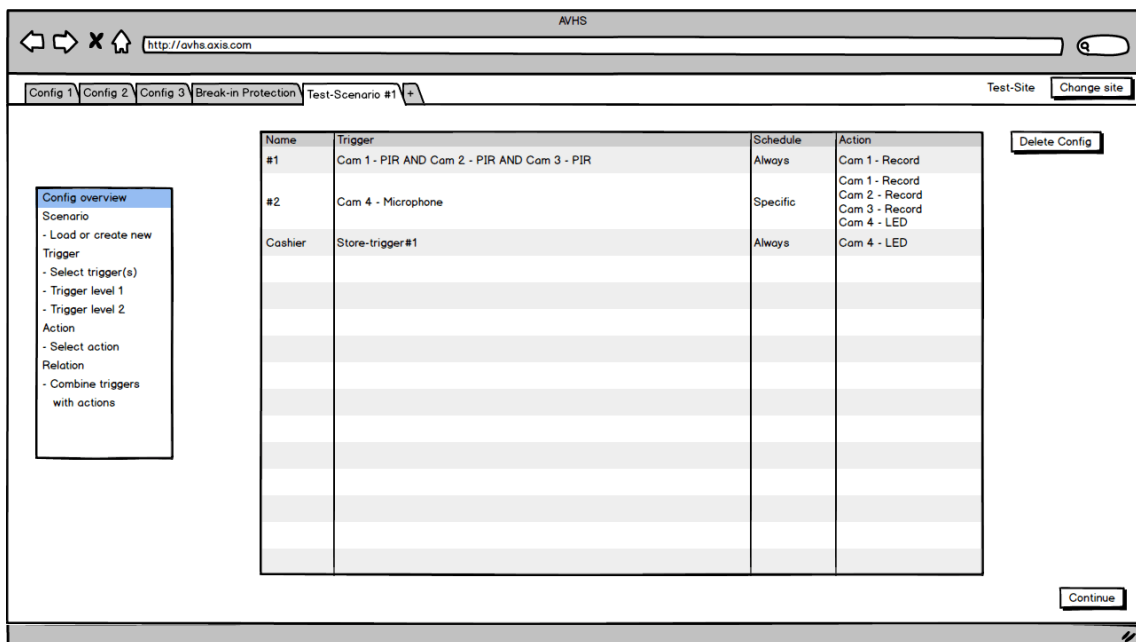 AVHS
http://avhs.axis.com
Config 1 Config 2 Config 3 Break-in Protection Test-Scenario #1 +
Test-Site Change site
Delete Config
Config overview
Scenario
- Load or create new
Trigger
- Select trigger(s)
- Trigger level 1
- Trigger level 2
Action
- Select action
Relation
- Combine triggers
with actions
Name Trigger Schedule Action
#1 Cam 1 - PIR AND Cam 2 - PIR AND Cam 3 - PIR Always Cam 1 - Record
#2 Cam 4 - Microphone Specific Cam 1 - Record
Cam 2 - Record
Cam 3 - Record
Cam 4 - LED
Cashier Store-trigger#1 Always Cam 4 - LED
Continue